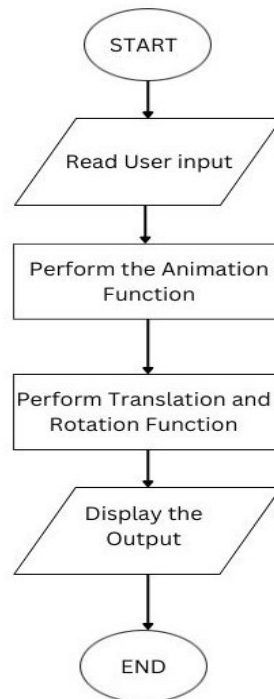 START
Read User input
Perform the Animation
Function
Perform Translation and
Rotation Function
Display the
Output
END